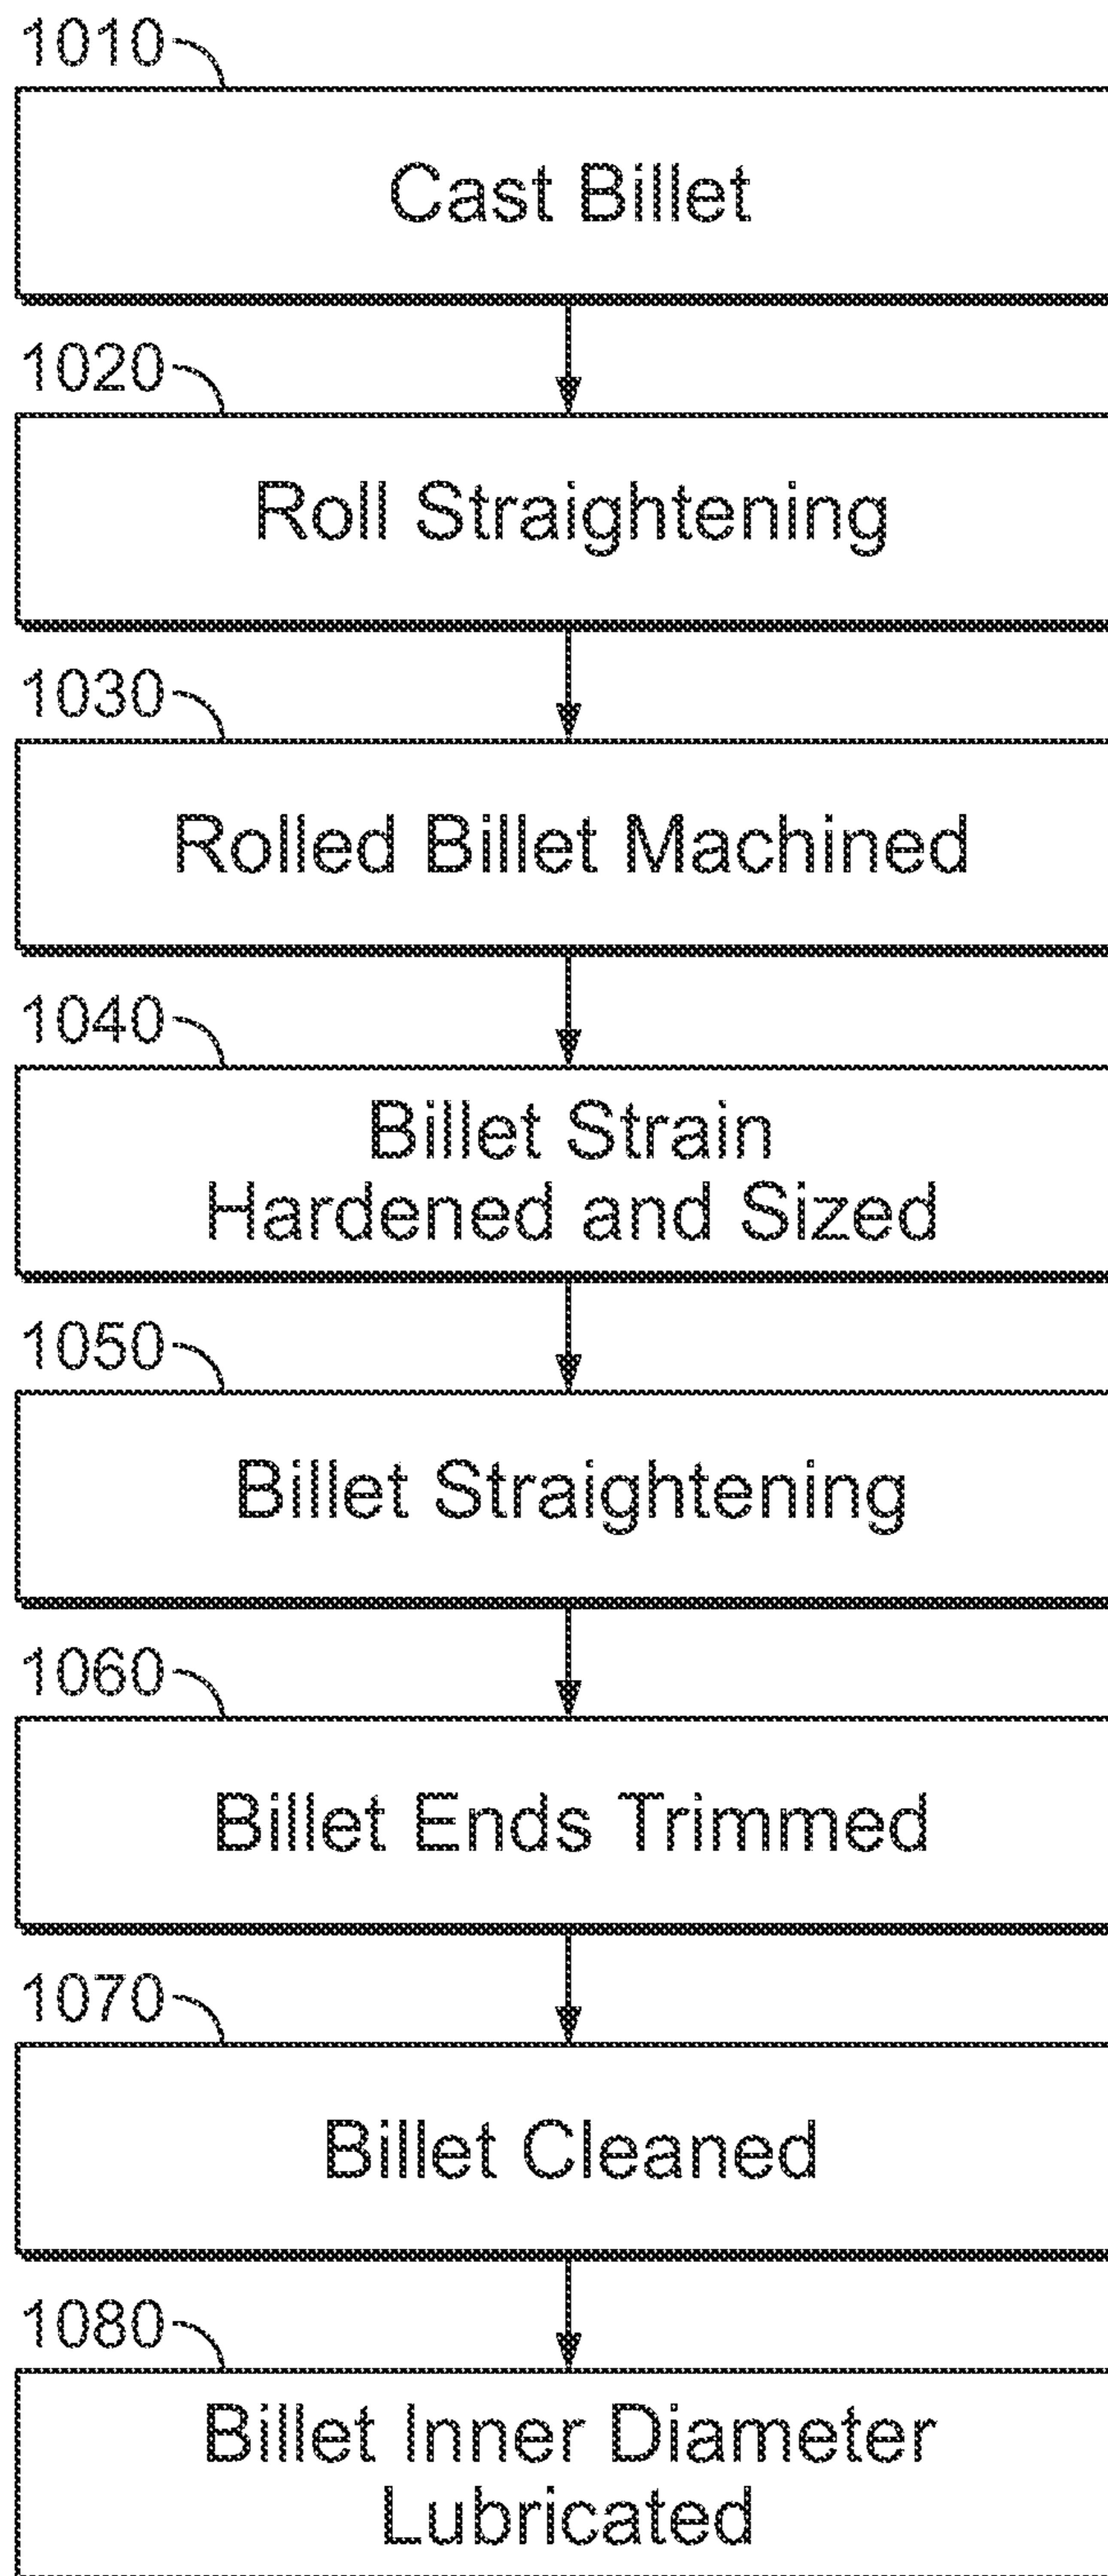 1010
Cast Billet
1020
Roll Straightening
1030
Rolled Billet Machined
1040
Billet Strain
Hardened and Sized
1050
Billet Straightening
1060
Billet Ends Trimmed
1070
Billet Cleaned
1080
Billet Inner Diameter
Lubricated